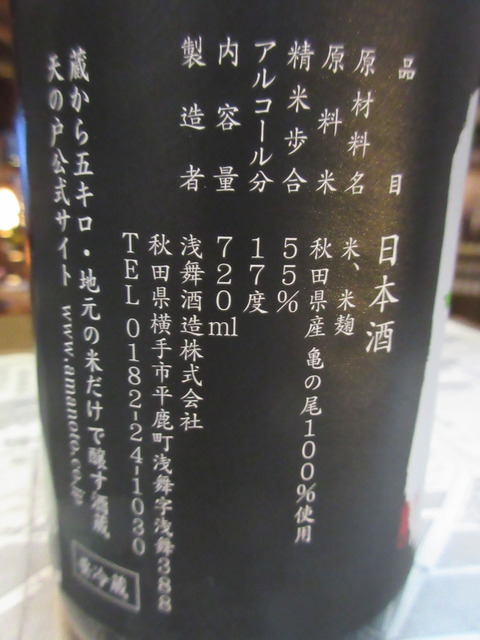 品目 日本酒
原材料名 米、米麹
原料米 秋田県産 亀の尾100%使用
精米歩合 55%
アルコール分 17度
内容量 720ml
製造者 浅舞酒造株式会社
秋田県横手市平鹿町浅舞字浅舞388
TEL 0182-24-1030
蔵から五キロ・地元の米だけで醸す酒蔵
天の戸公式サイト www.amanoto.co.jp
要冷蔵